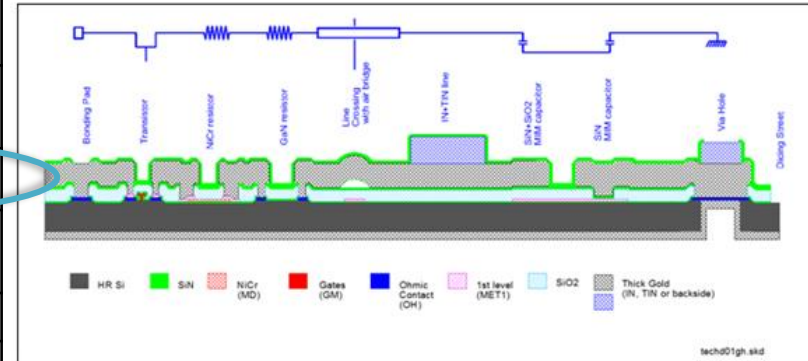 Bonding Pad
Transistor
NiCr resistor
GaN resistor
Line
Crossing
with air bridge
IN+TIN line
SiN+SiO2
MIM capacitor
SiN
MIM capacitor
Via Hole
Dicing Street
HR Si
SiN
NiCr
(MD)
Gates
(GM)
Ohmic
Contact
(OH)
1st level
(MET1)
SiO2
Thick Gold
(IN, TIN or backside)
techd01gh.skd